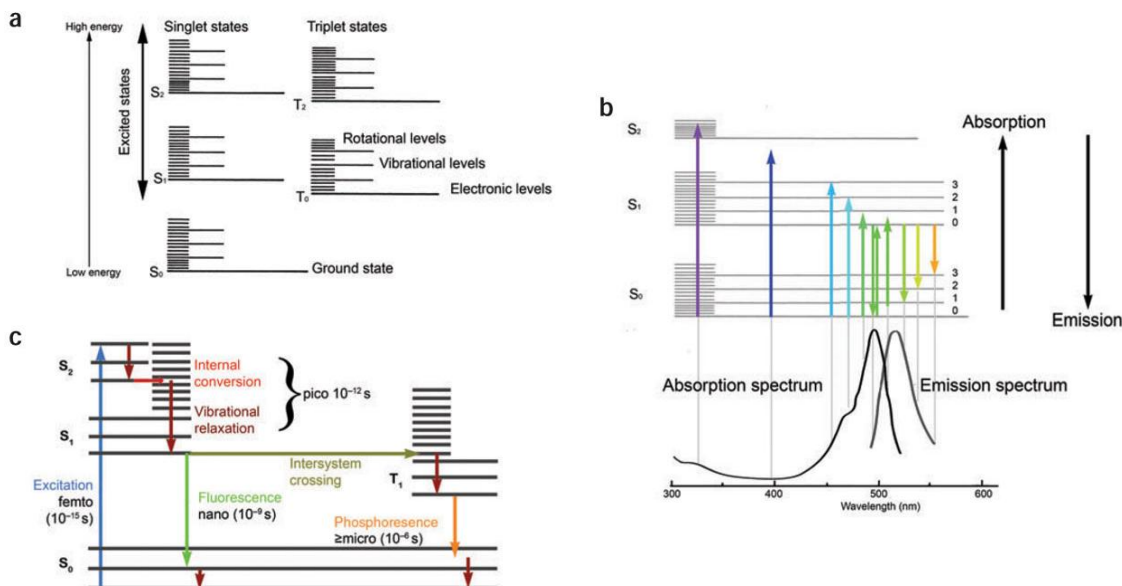 a
High energy
Low energy
Excited states
Singlet states
Triplet states
S2
S1
S0
T2
T0
Rotational levels
Vibrational levels
Electronic levels
Ground state
b
S2
S1
S0
3
2
1
0
3
2
1
0
Absorption
Emission
Absorption spectrum
Emission spectrum
300
400
500
600
Wavelength (nm)
c
S2
S1
S0
Internal
conversion
Vibrational
relaxation
pico 10⁻¹² s
Intersystem
crossing
T1
Excitation
femto
(10⁻¹⁵ s)
Fluorescence
nano (10⁻⁹ s)
Phosphoresence
≥micro (10⁻⁶ s)